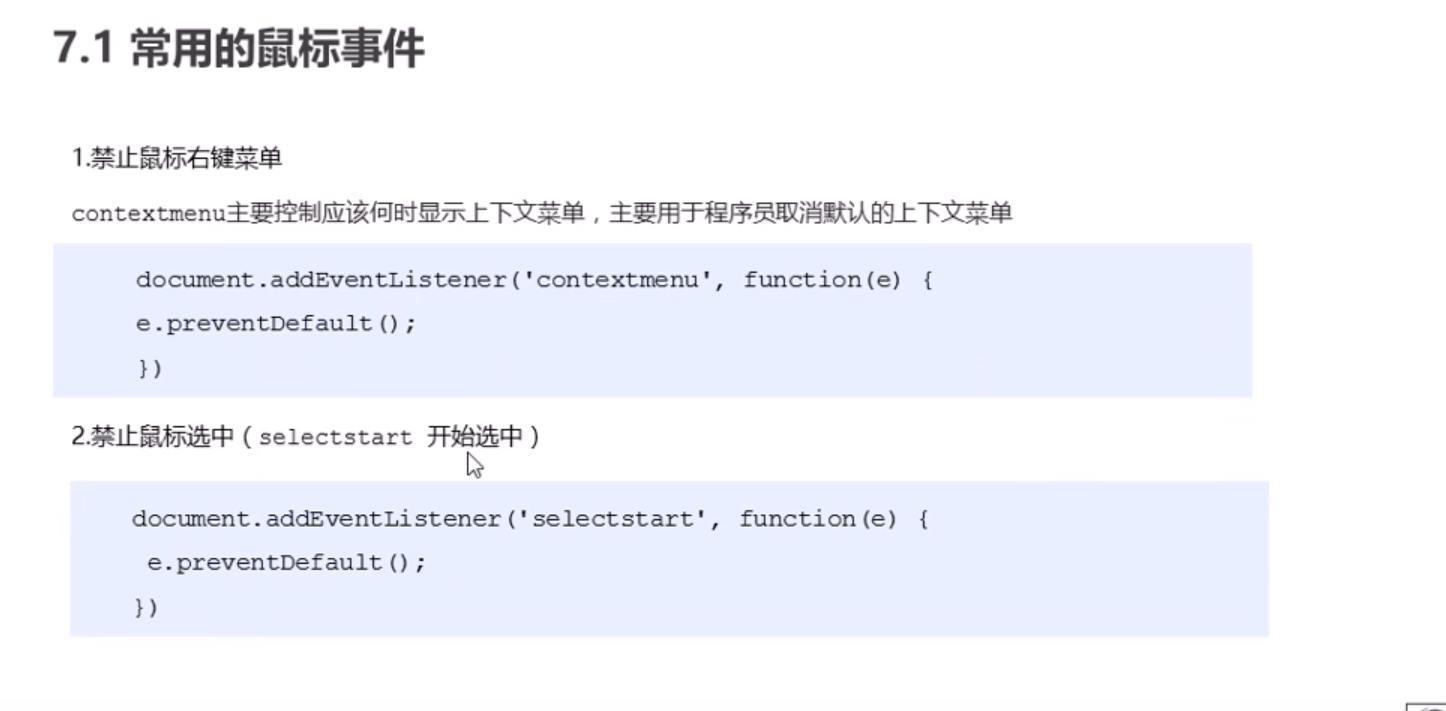 7.1 常用的鼠标事件
1.禁止鼠标右键菜单
contextmenu主要控制应该何时显示上下文菜单，主要用于程序员取消默认的上下文菜单
document.addEventListener('contextmenu', function(e) {
e.preventDefault();
})
2.禁止鼠标选中（selectstart 开始选中）
document.addEventListener('selectstart', function(e) {
e.preventDefault();
})